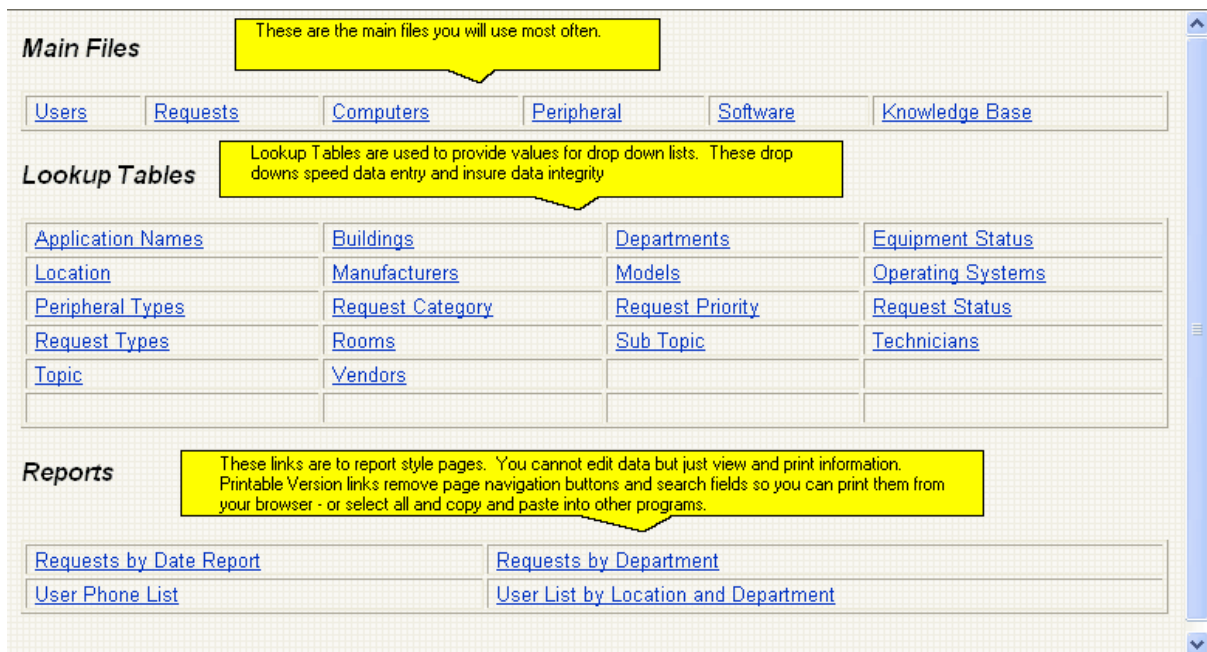 Main Files
These are the main files you will use most often.
Users Requests Computers Peripheral Software Knowledge Base
Lookup Tables
Lookup Tables are used to provide values for drop down lists. These drop
downs speed data entry and insure data integrity
Application Names Buildings Departments Equipment Status
Location Manufacturers Models Operating Systems
Peripheral Types Request Category Request Priority Request Status
Request Types Rooms Sub Topic Technicians
Topic Vendors
Reports
These links are to report style pages. You cannot edit data but just view and print information.
Printable Version links remove page navigation buttons and search fields so you can print them from
your browser - or select all and copy and paste into other programs.
Requests by Date Report Requests by Department
User Phone List User List by Location and Department